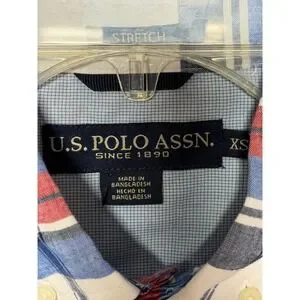 STRETCH
U.S. POLO ASSN.
SINCE 1890
XS
MADE IN
BANGLADESH
HECHO EN
BANGLADESH